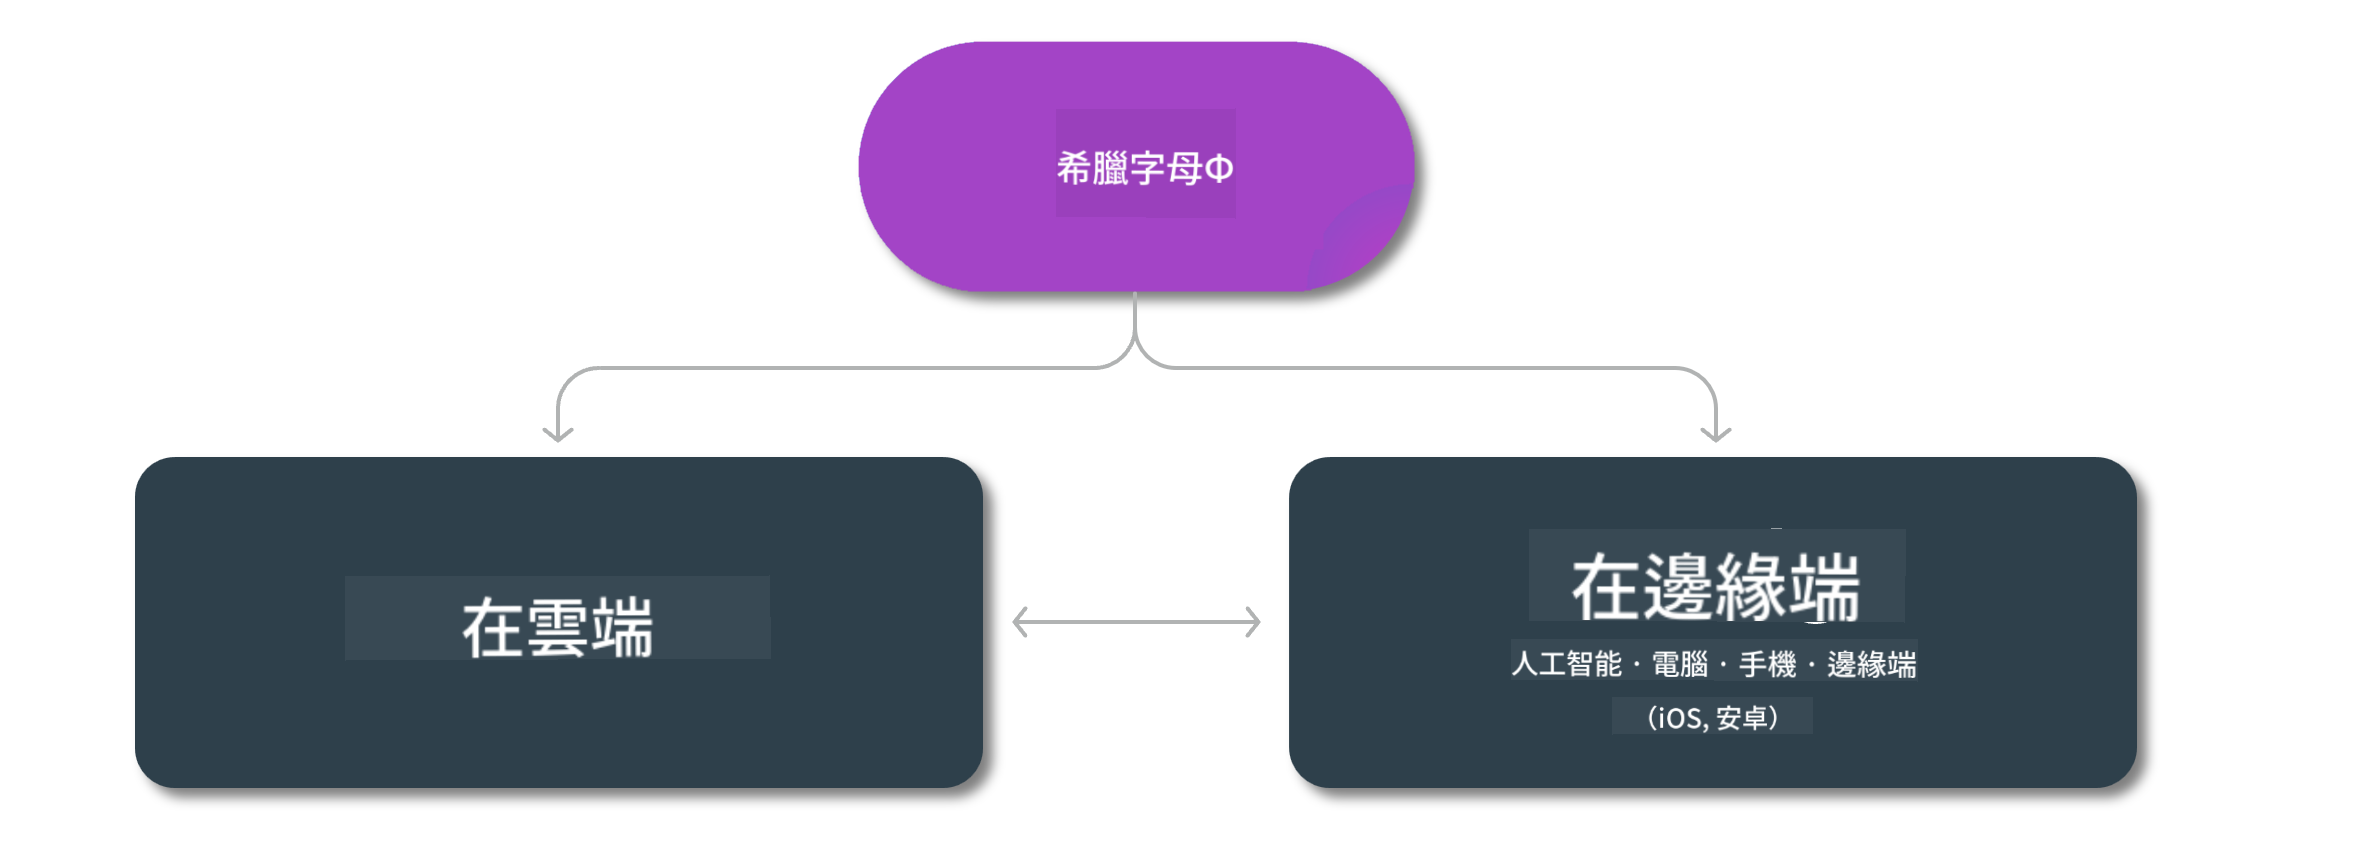 希臘字母Φ
在雲端
在邊緣端
人工智能 · 電腦 · 手機 · 邊緣端
（iOS, 安卓）